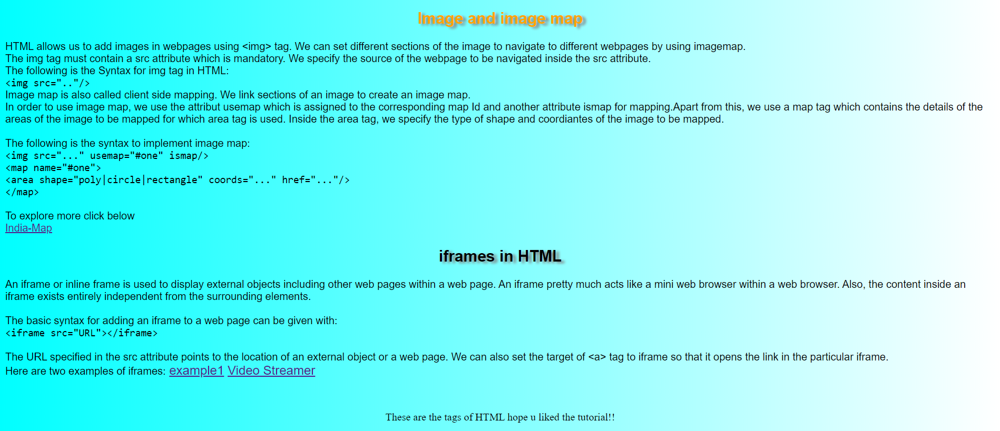 Image and image map
HTML allows us to add images in webpages using <img> tag. We can set different sections of the image to navigate to different webpages by using imagemap.
The img tag must contain a src attribute which is mandatory. We specify the source of the webpage to be navigated inside the src attribute.
The following is the Syntax for img tag in HTML:
<img src=".."/>
Image map is also called client side mapping. We link sections of an image to create an image map.
In order to use image map, we use the attribut usemap which is assigned to the corresponding map Id and another attribute ismap for mapping.Apart from this, we use a map tag which contains the details of the
areas of the image to be mapped for which area tag is used. Inside the area tag, we specify the type of shape and coordiantes of the image to be mapped.
The following is the syntax to implement image map:
<img src="..." usemap="#one" ismap/>
<map name="#one">
<area shape="poly|circle|rectangle" coords="..." href="..."/>
</map>
To explore more click below
India-Map
iframes in HTML
An iframe or inline frame is used to display external objects including other web pages within a web page. An iframe pretty much acts like a mini web browser within a web browser. Also, the content inside an
iframe exists entirely independent from the surrounding elements.
The basic syntax for adding an iframe to a web page can be given with:
<iframe src="URL"></iframe>
The URL specified in the src attribute points to the location of an external object or a web page. We can also set the target of <a> tag to iframe so that it opens the link in the particular iframe.
Here are two examples of iframes: example1 Video Streamer
These are the tags of HTML hope u liked the tutorial!!